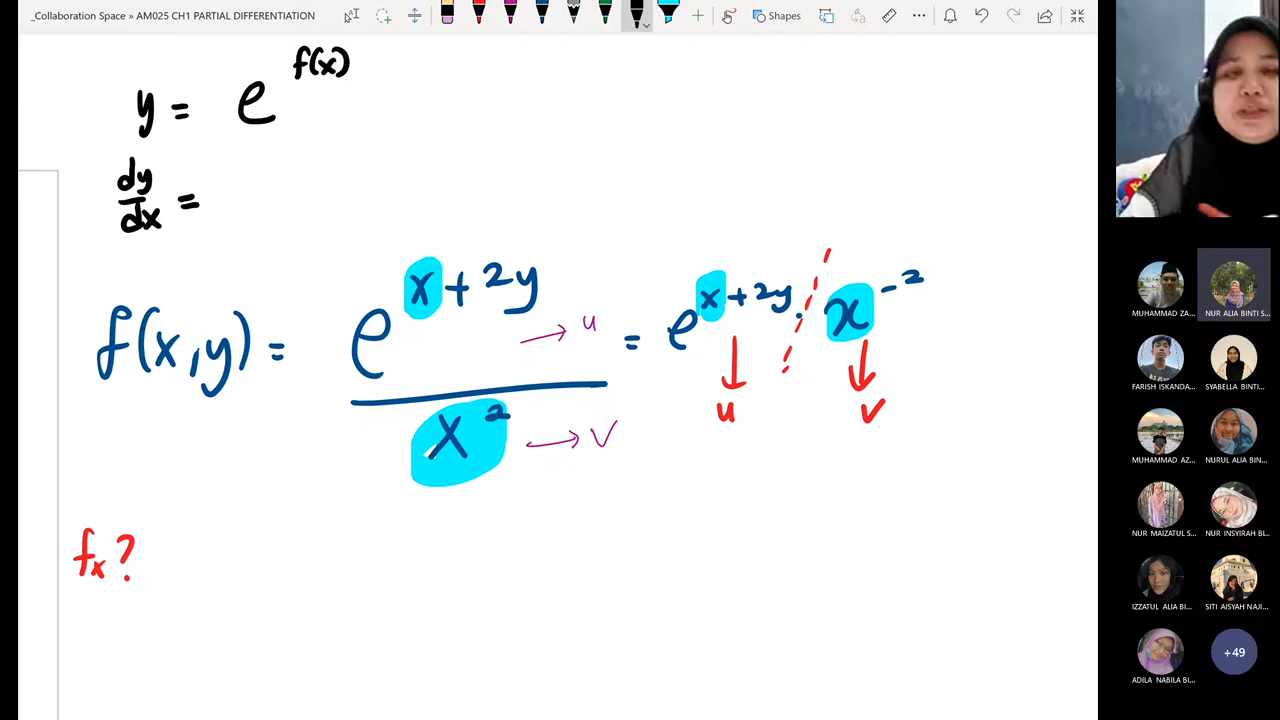 _Collaboration Space » AM025 CH1 PARTIAL DIFFERENTIATION
Shapes
y = e^f(x)
dy/dx =
f(x,y) = e^x+2y / x² = e^x+2y . x^-2
→ u
→ v
u
v
fx?
MUHAMMAD ZA...
NUR ALIA BINTI S...
FARISH ISKANDA...
SYABELLA BINTI...
MUHAMMAD AZ...
NURUL ALIA BIN...
NUR MAIZATUL S...
NUR INSYIRAH BI...
IZZATUL ALIA BI...
SITI AISYAH NAJI...
ADILA NABILA BI...
+49